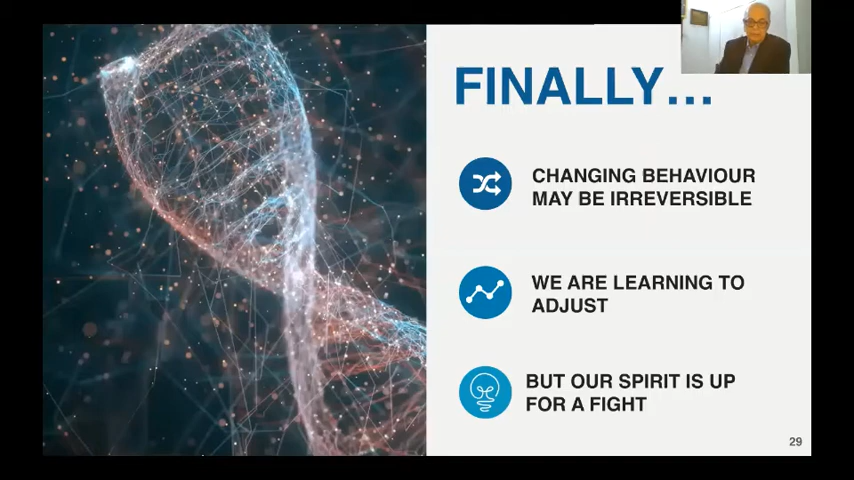 FINALLY...
CHANGING BEHAVIOUR
MAY BE IRREVERSIBLE
WE ARE LEARNING TO
ADJUST
BUT OUR SPIRIT IS UP
FOR A FIGHT
29